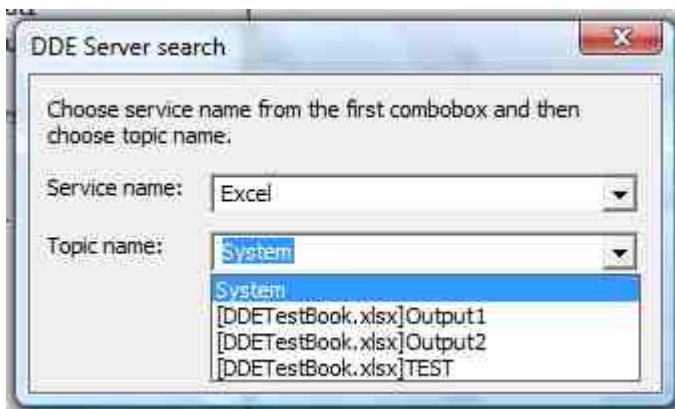 DDE Server search
Choose service name from the first combobox and then
choose topic name.
Service name:
Excel
Topic name:
System
System
[DDETestBook.xlsx]Output1
[DDETestBook.xlsx]Output2
[DDETestBook.xlsx]TEST